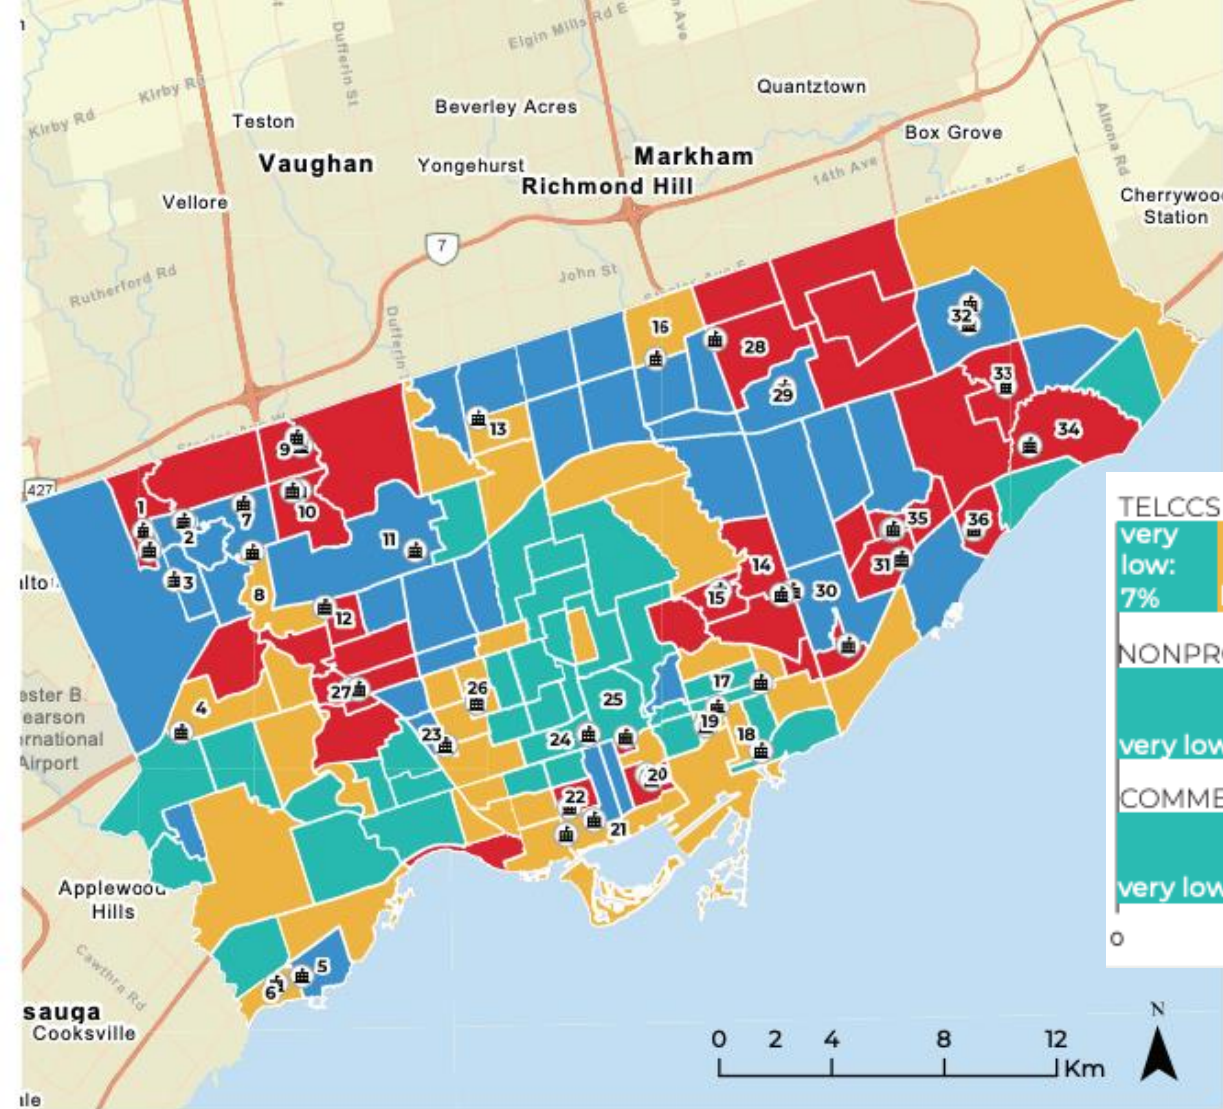 Elgin Mills Rd E
Dufferin St
Kirby Rd
Kirby Rd
Teston
Beverley Acres
Quantztown
Box Grove
Altona Rd
Vaughan
Yongehurst
Markham
Richmond Hill
14th Ave
Vellore
Cherrywood
Station
7
John St
Rutherford Rd
Dufferin
427
16
28
32
29
33
13
9
34
1
7
10
2
11
35
36
3
14
31
8
15
30
12
4
27
26
17
25
23
24
19
18
20
22
21
5
6
ester B.
earson
ernational
Airport
Applewood
Hills
Cawthra Rd
sauga
Cooksville
TELCCS
very
low:
7%
NONPRO
very low
COMME
very low
0
0 2 4 8 12
Km
N